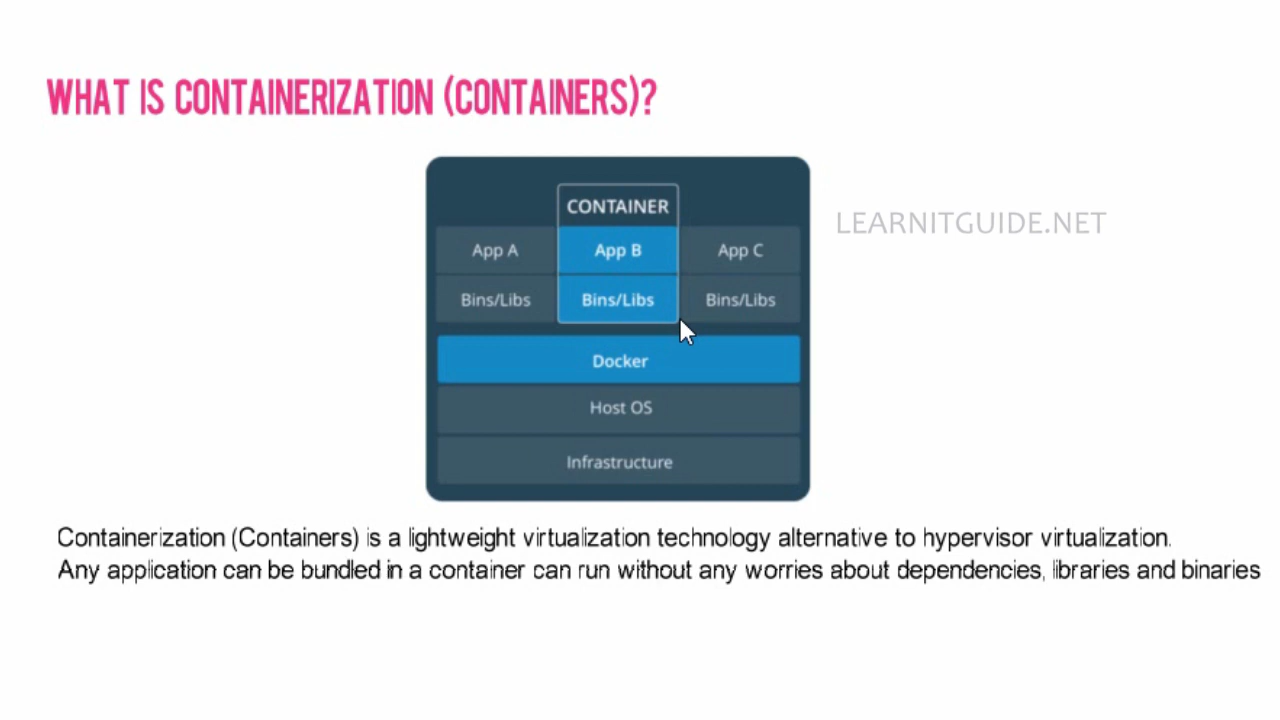 WHAT IS CONTAINERIZATION (CONTAINERS)?
LEARNITGUIDE.NET
CONTAINER
App A App B App C
Bins/Libs Bins/Libs Bins/Libs
Docker
Host OS
Infrastructure
Containerization (Containers) is a lightweight virtualization technology alternative to hypervisor virtualization.
Any application can be bundled in a container can run without any worries about dependencies, libraries and binaries